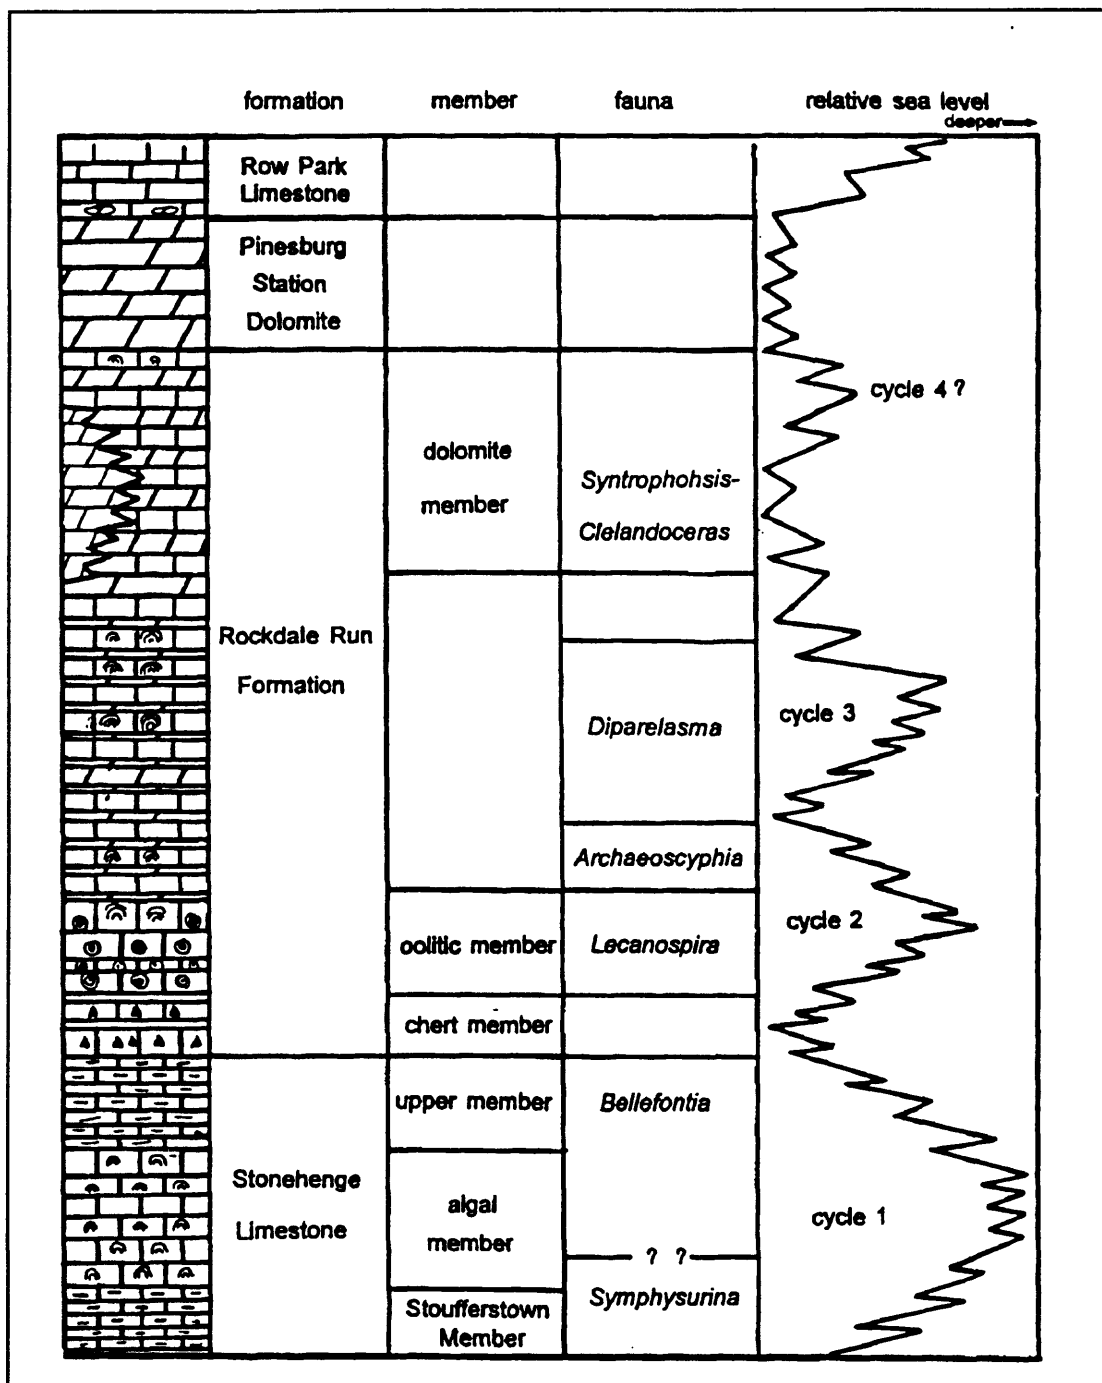 formation member fauna relative sea level
deeper
Row Park
Limestone
Pinesburg
Station
Dolomite
cycle 4 ?
dolomite
member
Syntrophohsis-
Clelandoceras
Rockdale Run
Formation
Diparelasma
cycle 3
Archaeoscyphia
oolitic member
Lecanospira
cycle 2
chert member
upper member
Bellefontia
Stonehenge
Limestone
algal
member
cycle 1
? ?
Symphysurina
Stoufferstown
Member